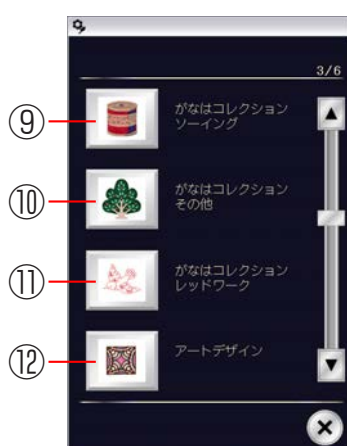 3/6
⑨
がなはコレクション
ソーイング
⑩
がなはコレクション
その他
⑪
がなはコレクション
レッドワーク
⑫
アートデザイン